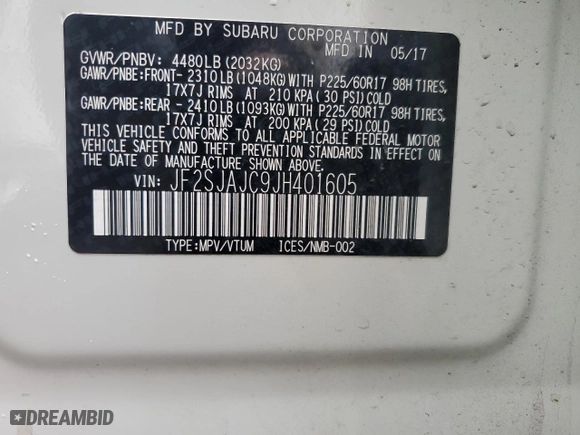 MFD BY SUBARU CORPORATION
MFD IN 05/17
GVWR/PNBV: 4480LB (2032KG)
GAWR/PNBE:FRONT- 2310LB (1048KG)WITH P225/60R17 98H TIRES,
17X7J RIMS AT 210 KPA( 30 PSI)COLD
GAWR/PNBE:REAR - 2410LB (1093KG)WITH P225/60R17 98H TIRES,
17X7J RIMS AT 200 KPA( 29 PSI)COLD
THIS VEHICLE CONFORMS TO ALL APPLICABLE FEDERAL MOTOR
VEHICLE SAFETY AND THEFT PREVENTION STANDARDS IN EFFECT ON
THE DATE OF MANUFACTURE SHOWN ABOVE.
VIN: JF2SJAJC9JH401605
TYPE:MPV/VTUM ICES/NMB-002
DREAMBID